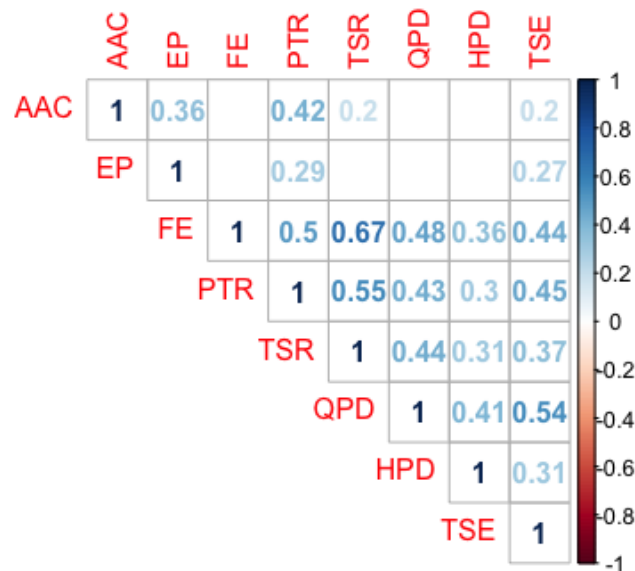 AAC EP FE PTR TSR QPD HPD TSE
AAC 1 0.36 0.42 0.2 0.2
EP 1 0.29 0.27
FE 1 0.5 0.67 0.48 0.36 0.44
PTR 1 0.55 0.43 0.3 0.45
TSR 1 0.44 0.31 0.37
QPD 1 0.41 0.54
HPD 1 0.31
TSE 1
1
0.8
0.6
0.4
0.2
0
-0.2
-0.4
-0.6
-0.8
-1